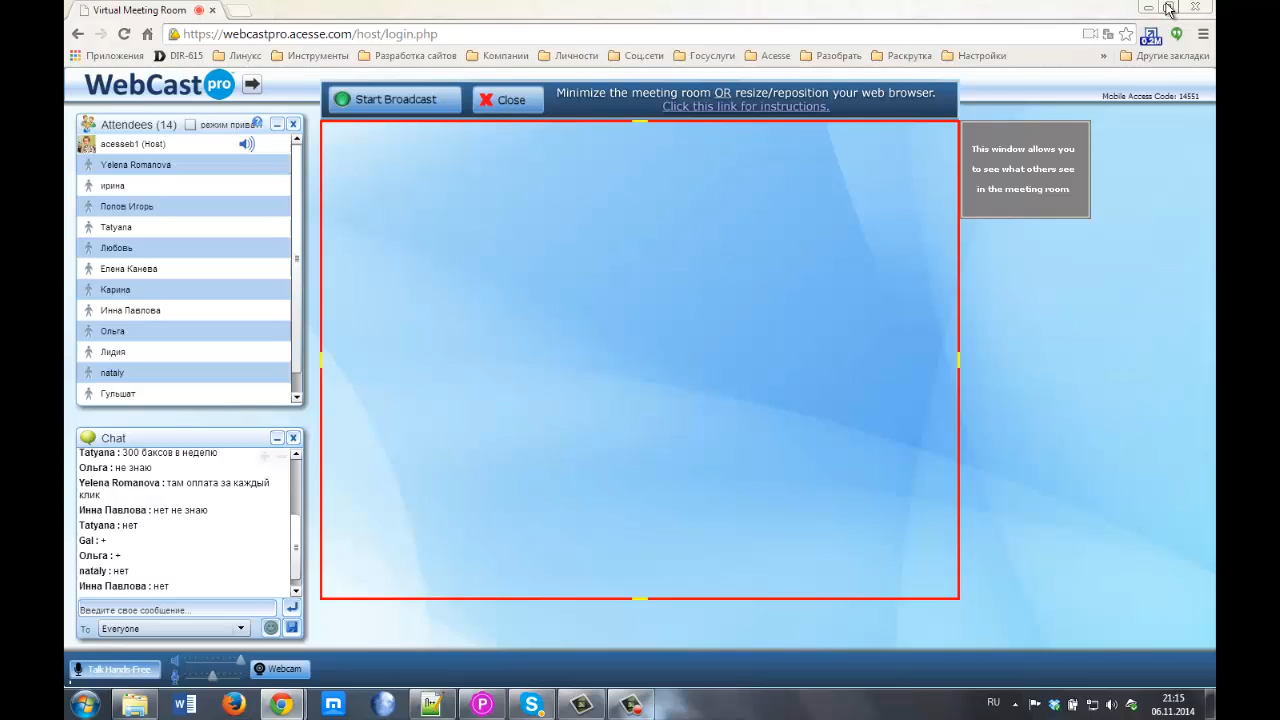 Virtual Meeting Room
https://webcastpro.acesse.com/host/login.php
Приложения DIR-615 Линукс Инструменты Разработка сайтов Компании Личности Соц.сети Госуслуги Acesse Разобрать Раскрутка Настройки » Другие закладки
0.2M
WebCast pro
Start Broadcast
Close
Minimize the meeting room OR resize/reposition your web browser.
Click this link for instructions.
Mobile Access Code: 14551
Attendees (14)
acesseb1 (Host)
Yelena Romanova
ирина
Попов Игорь
Tatyana
Любовь
Елена Канева
Карина
Инна Павлова
Ольга
Лидия
nataly
Гульшат
This window allows you
to see what others see
in the meeting room
Chat
Tatyana : 300 баксов в неделю
Ольга : не знаю
Yelena Romanova : там оплата за каждый
клик
Инна Павлова : нет не знаю
Tatyana : нет
Gal : +
Ольга : +
nataly : нет
Инна Павлова : нет
Введите свое сообщение...
To Everyone
Talk Hands-Free
Webcam
RU
21:15
06.11.2014